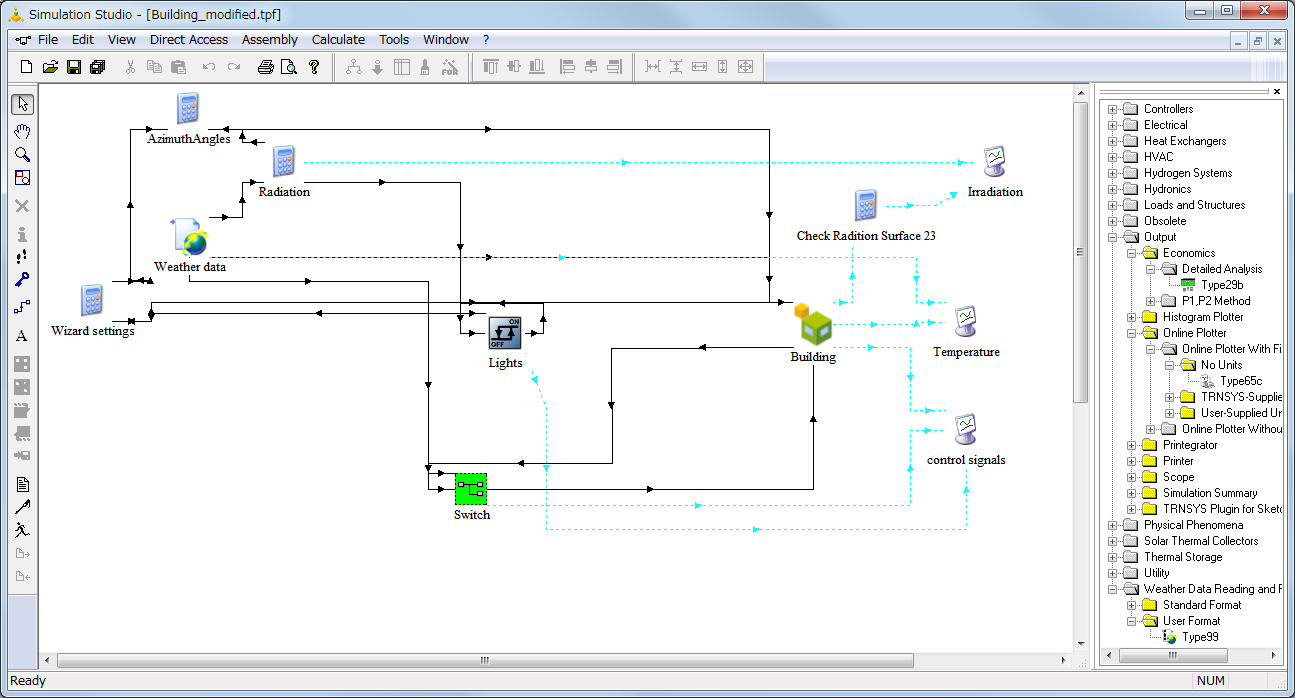 Simulation Studio - [Building_modified.tpf]
File Edit View Direct Access Assembly Calculate Tools Window ?
FOR
AzimuthAngles
Radiation
Irradiation
Check Radition Surface 23
Weather data
Wizard settings
ON
OFF
Lights
Building
Temperature
control signals
Switch
A
Controllers
Electrical
Heat Exchangers
HVAC
Hydrogen Systems
Hydronics
Loads and Structures
Obsolete
Output
Economics
Detailed Analysis
Type29b
P1,P2 Method
Histogram Plotter
Online Plotter
Online Plotter With Fi
No Units
Type65c
TRNSYS-Supplie
User-Supplied Un
Online Plotter Withou
Printegrator
Printer
Scope
Simulation Summary
TRNSYS Plugin for Sketc
Physical Phenomena
Solar Thermal Collectors
Thermal Storage
Utility
Weather Data Reading and P
Standard Format
User Format
Type99
Ready
NUM